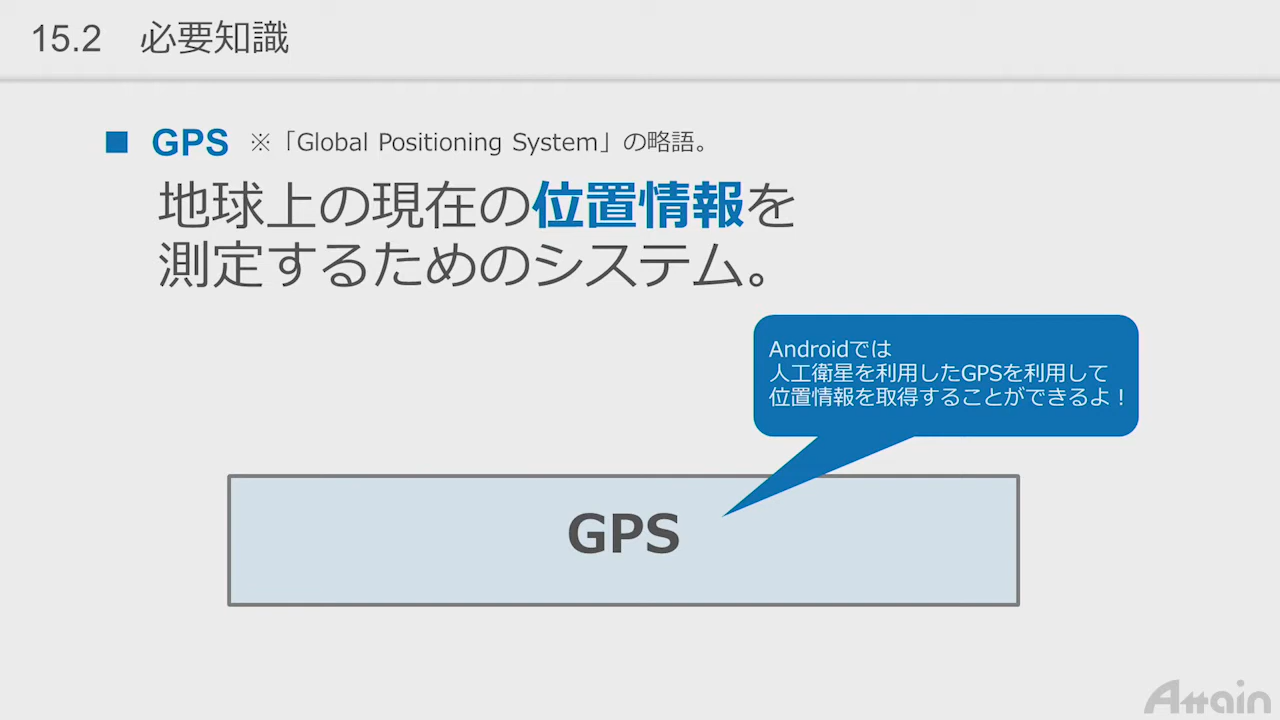 15.2 必要知識
■ GPS ※「Global Positioning System」の略語。
地球上の現在の位置情報を
測定するためのシステム。
Androidでは
人工衛星を利用したGPSを利用して
位置情報を取得することができるよ！
GPS
Attain